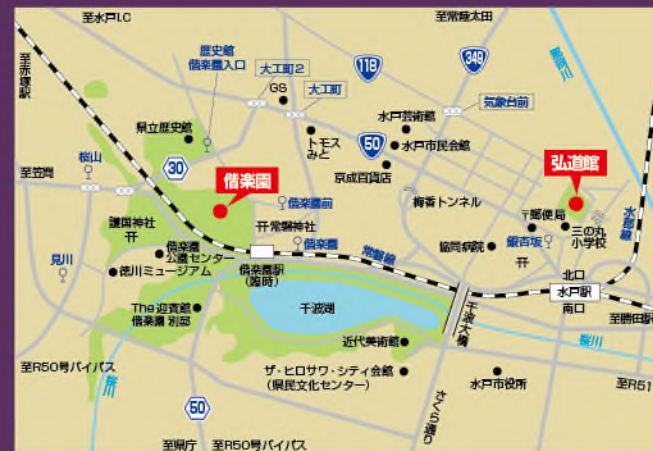 至水戸I.C
至常陸太田
至赤塚駅
歴史館
偕楽園入口
大工町2
GS
大工町
118
349
那珂川
県立歴史館
トモス
みと
水戸芸術館
気象台前
50
水戸市民会館
京成百貨店
弘道館
桜山
至笠間
30
偕楽園
偕楽園前
梅香トンネル
〒郵便局
三の丸
小学校
水郡線
護国神社
常磐神社
偕楽園
銀杏坂
協同病院
見川
偕楽園
公園センター
徳川ミュージアム
偕楽園駅
(臨時)
常磐線
北口
水戸駅
南口
至勝田駅
The 迎賓館
偕楽園 別邸
千波湖
千波大橋
桜川
近代美術館
至R50号バイパス
桜川
ザ・ヒロサワ・シティ会館
(県民文化センター)
水戸市役所
至R51
50
さくら通り
至県庁
至R50号バイパス